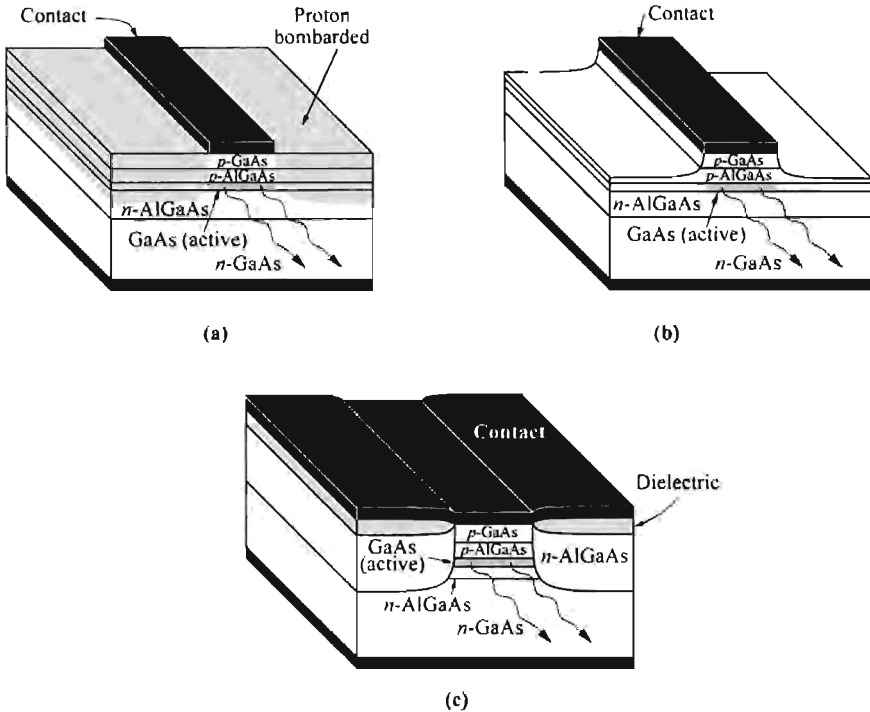 Contact
Proton
bombarded
p-GaAs
p-AlGaAs
n-AlGaAs
GaAs (active)
n-GaAs
(a)
Contact
p-GaAs
p-AlGaAs
n-AlGaAs
GaAs (active)
n-GaAs
(b)
Contact
Dielectric
p-GaAs
GaAs
(active)
p-AlGaAs
n-AlGaAs
n-AlGaAs
n-GaAs
(c)